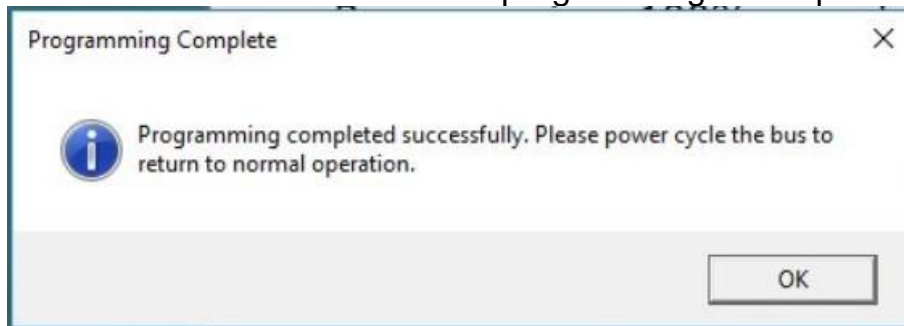 Programming Complete
Programming completed successfully. Please power cycle the bus to
return to normal operation.
OK